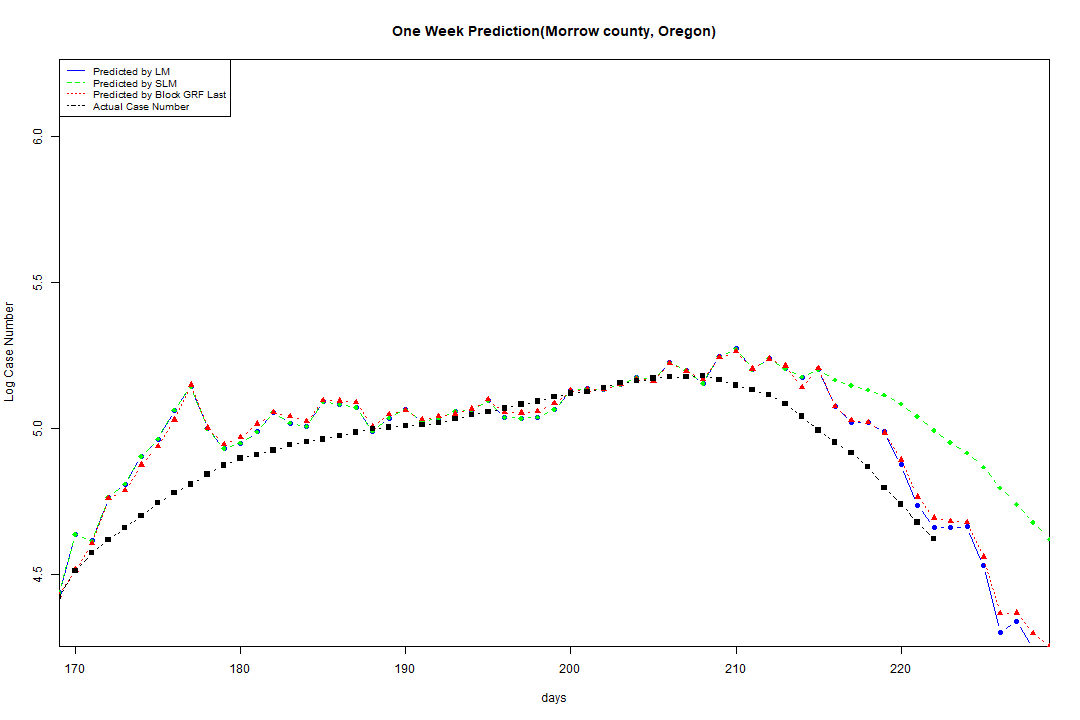 One Week Prediction(Morrow county, Oregon)
Predicted by LM
Predicted by SLM
Predicted by Block GRF Last
Actual Case Number
6.0
5.5
5.0
4.5
Log Case Number
170 180 190 200 210 220
days